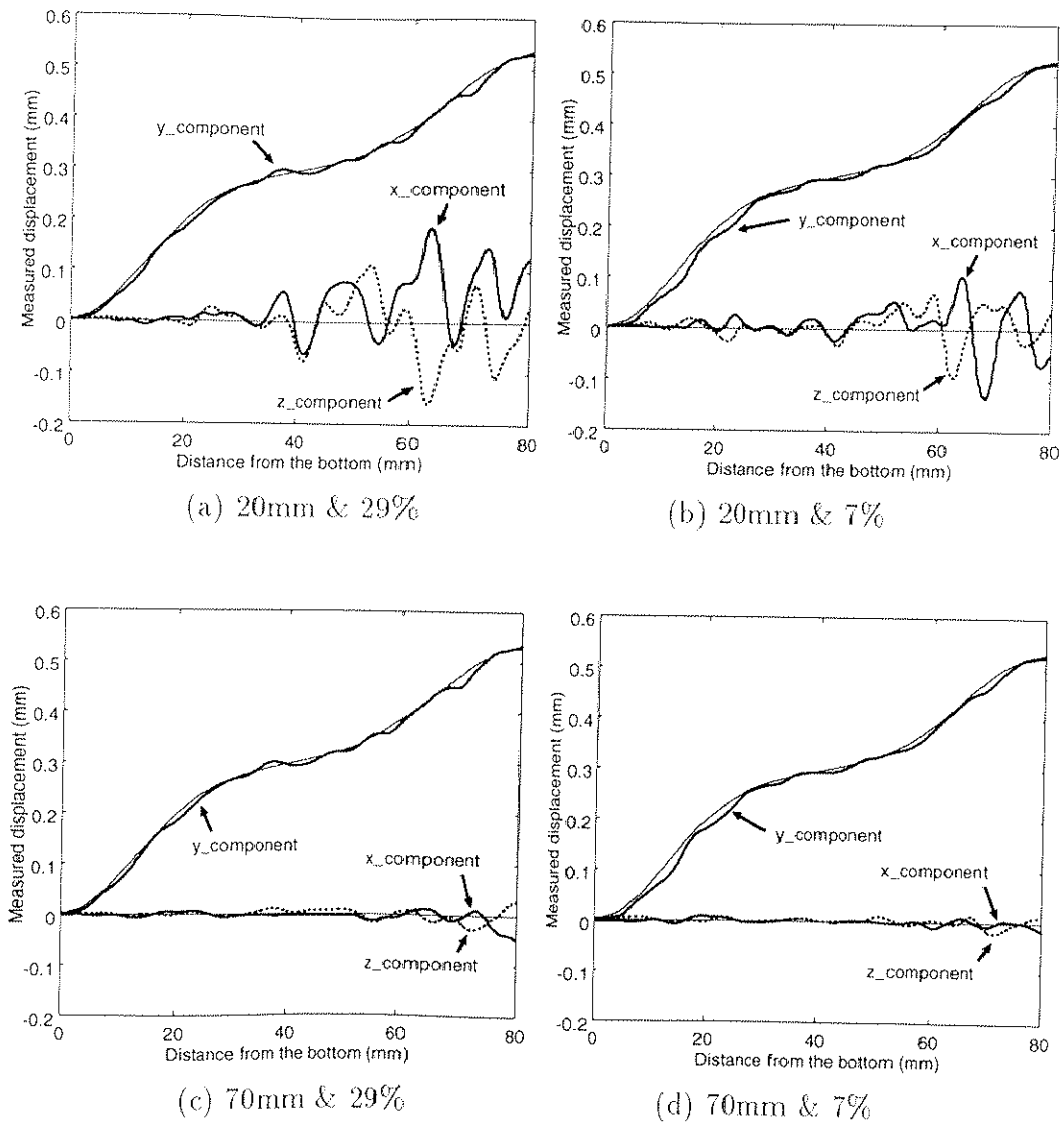 0.6
0.5
0.4
0.3
0.2
0.1
0
-0.1
-0.2
Measured displacement (mm)
y_component
x_component
z_component
0 20 40 60 80
Distance from the bottom (mm)
(a) 20mm & 29%
0.6
0.5
0.4
0.3
0.2
0.1
0
-0.1
-0.2
Measured displacement (mm)
y_component
x_component
z_component
0 20 40 60 80
Distance from the bottom (mm)
(b) 20mm & 7%
0.6
0.5
0.4
0.3
0.2
0.1
0
-0.1
-0.2
Measured displacement (mm)
y_component
x_component
z_component
0 20 40 60 80
Distance from the bottom (mm)
(c) 70mm & 29%
0.6
0.5
0.4
0.3
0.2
0.1
0
-0.1
-0.2
Measured displacement (mm)
y_component
x_component
z_component
0 20 40 60 80
Distance from the bottom (mm)
(d) 70mm & 7%